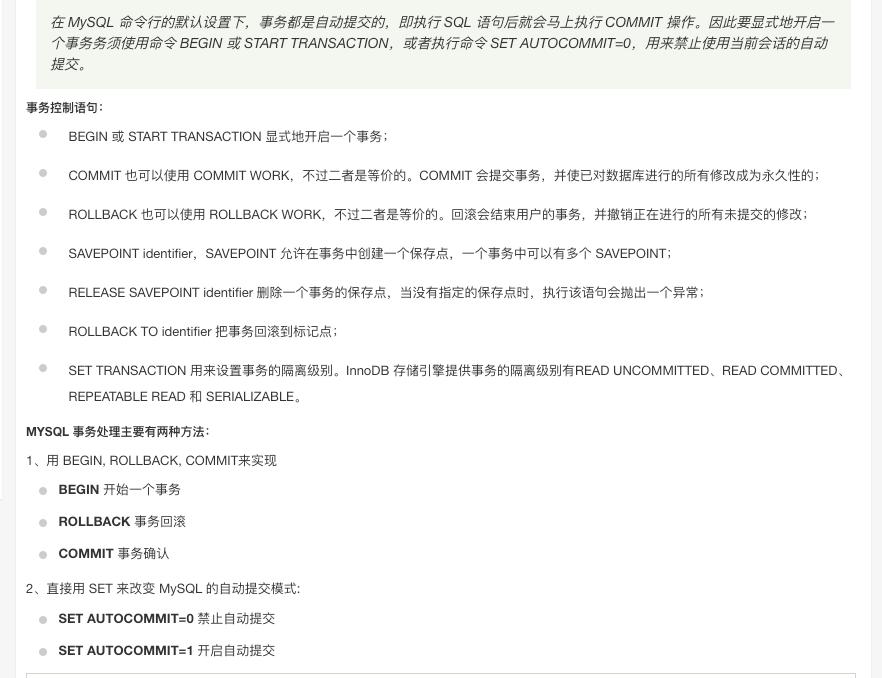 在 MySQL 命令行的默认设置下，事务都是自动提交的，即执行 SQL 语句后就会马上执行 COMMIT 操作。因此要显式地开启一
个事务务须使用命令 BEGIN 或 START TRANSACTION，或者执行命令 SET AUTOCOMMIT=0，用来禁止使用当前会话的自动
提交。
事务控制语句：
BEGIN 或 START TRANSACTION 显式地开启一个事务；
COMMIT 也可以使用 COMMIT WORK，不过二者是等价的。COMMIT 会提交事务，并使已对数据库进行的所有修改成为永久性的；
ROLLBACK 也可以使用 ROLLBACK WORK，不过二者是等价的。回滚会结束用户的事务，并撤销正在进行的所有未提交的修改；
SAVEPOINT identifier，SAVEPOINT 允许在事务中创建一个保存点，一个事务中可以有多个 SAVEPOINT；
RELEASE SAVEPOINT identifier 删除一个事务的保存点，当没有指定的保存点时，执行该语句会抛出一个异常；
ROLLBACK TO identifier 把事务回滚到标记点；
SET TRANSACTION 用来设置事务的隔离级别。InnoDB 存储引擎提供事务的隔离级别有READ UNCOMMITTED、READ COMMITTED、
REPEATABLE READ 和 SERIALIZABLE。
MYSQL 事务处理主要有两种方法：
1、用 BEGIN, ROLLBACK, COMMIT来实现
BEGIN 开始一个事务
ROLLBACK 事务回滚
COMMIT 事务确认
2、直接用 SET 来改变 MySQL 的自动提交模式:
SET AUTOCOMMIT=0 禁止自动提交
SET AUTOCOMMIT=1 开启自动提交